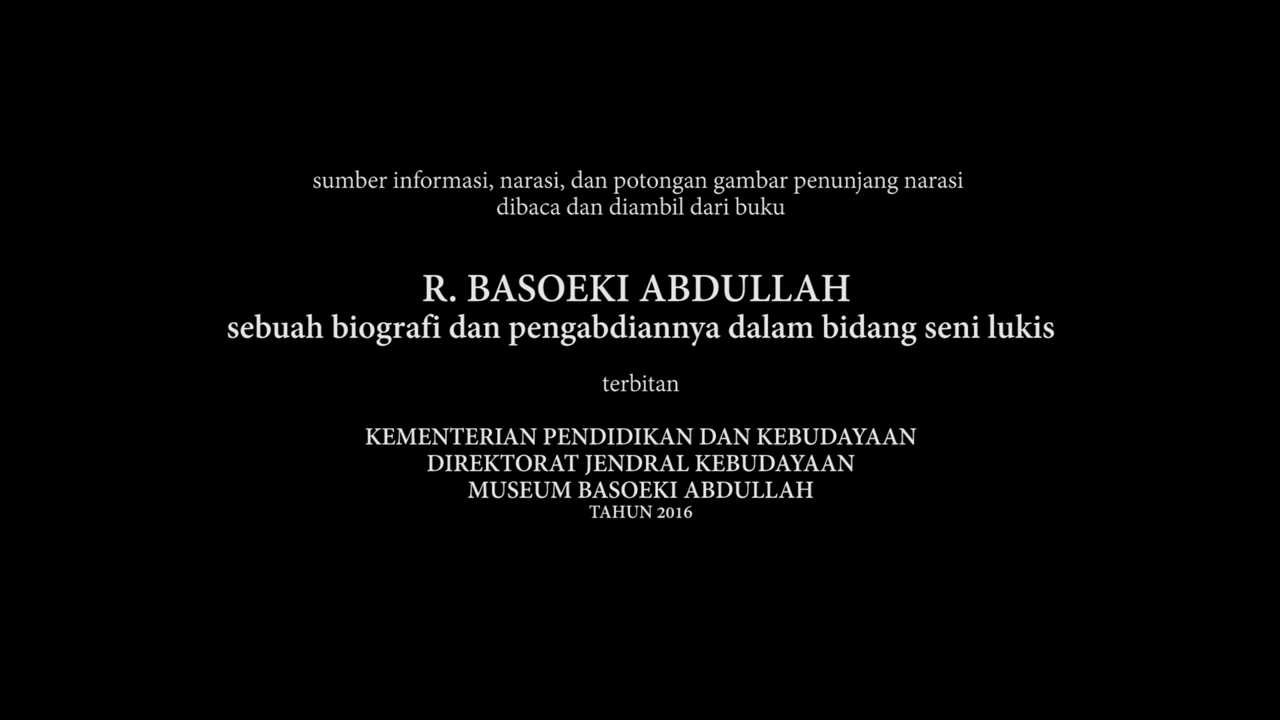 sumber informasi, narasi, dan potongan gambar penunjang narasi
dibaca dan diambil dari buku
R. BASOEKI ABDULLAH
sebuah biografi dan pengabdiannya dalam bidang seni lukis
terbitan
KEMENTERIAN PENDIDIKAN DAN KEBUDAYAAN
DIREKTORAT JENDRAL KEBUDAYAAN
MUSEUM BASOEKI ABDULLAH
TAHUN 2016